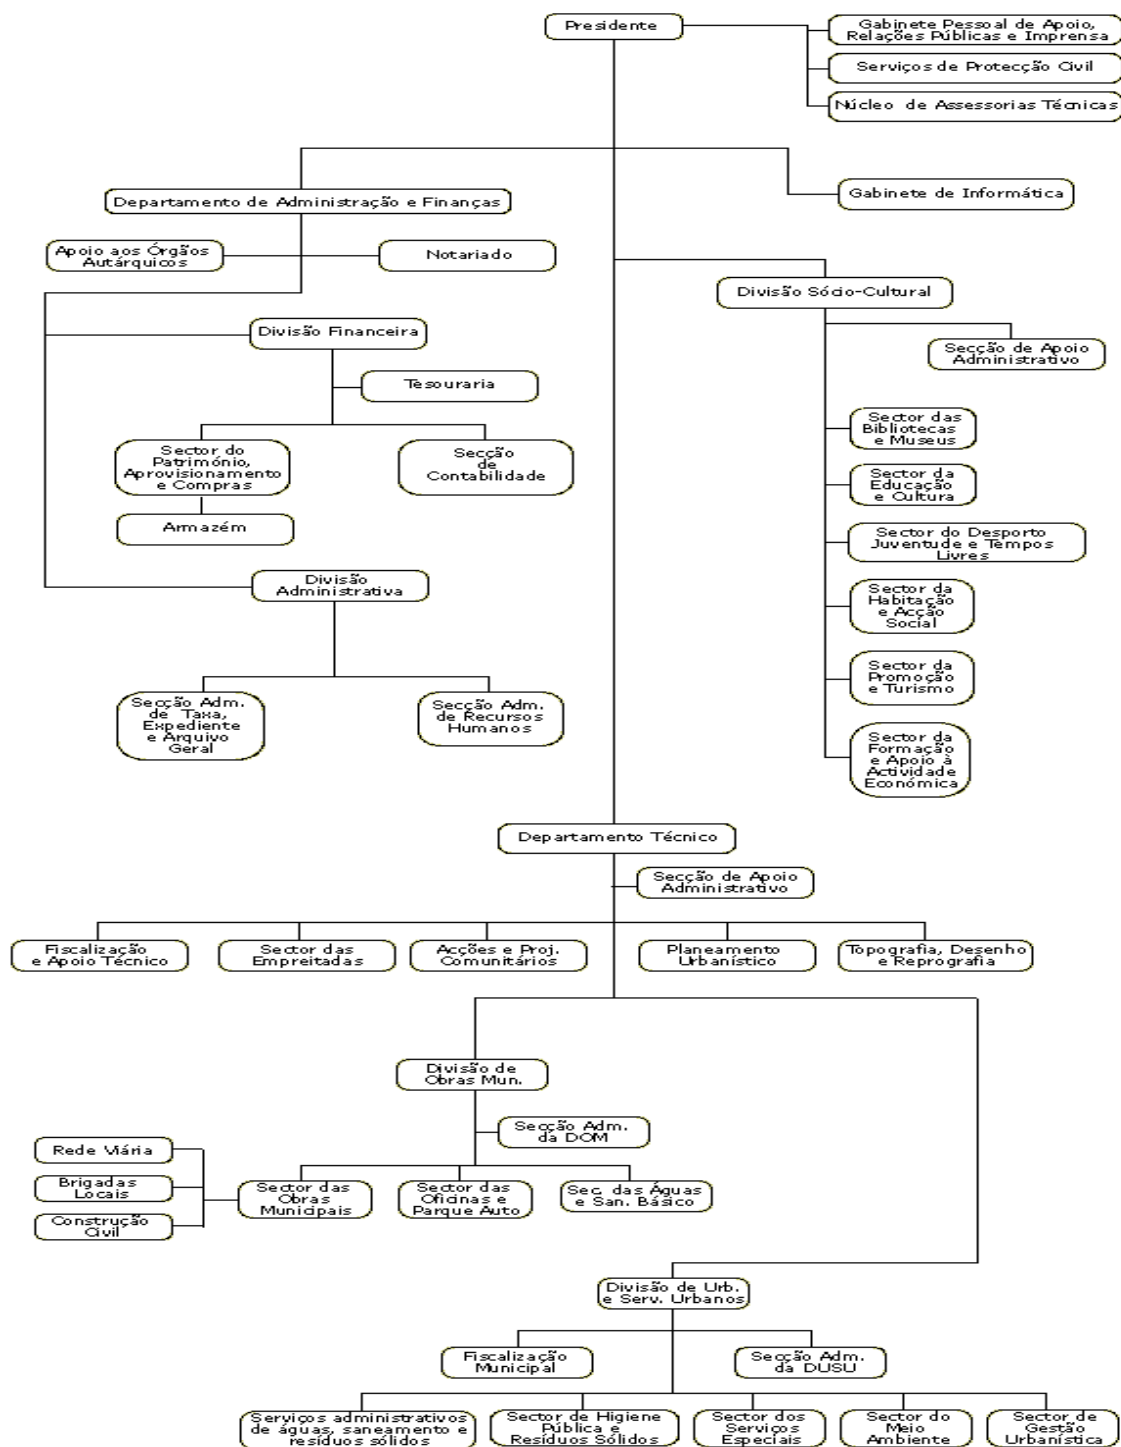 Presidente
Gabinete Pessoal de Apoio,
Relações Públicas e Imprensa
Serviços de Protecção Civil
Núcleo de Assessorias Técnicas
Departamento de Administração e Finanças
Gabinete de Informática
Apoio aos Órgãos
Autárquicos
Notariado
Divisão Sócio-Cultural
Divisão Financeira
Secção de Apoio
Administrativo
Tesouraria
Sector do
Património,
Aprovisionamento
e Compras
Secção
de
Contabilidade
Armazém
Sector das
Bibliotecas
e Museus
Sector da
Educação
e Cultura
Sector do Desporto
Juventude e Tempos
Livres
Divisão
Administrativa
Sector da
Habitação
e Acção
Social
Sector da
Promoção
e Turismo
Secção Adm.
de Taxa,
Expediente
e Arquivo
Geral
Secção Adm.
de Recursos
Humanos
Sector da
Formação
e Apoio à
Actividade
Económica
Departamento Técnico
Secção de Apoio
Administrativo
Fiscalização
e Apoio Técnico
Sector das
Empreitadas
Acções e Proj.
Comunitários
Planeamento
Urbanístico
Topografia, Desenho
e Reprografia
Divisão de
Obras Mun.
Secção Adm.
da DOM
Rede Viária
Brigadas
Locais
Construção
Civil
Sector das
Obras
Municipais
Sector das
Oficinas e
Parque Auto
Sec. das Águas
e San. Básico
Divisão de Urb.
e Serv. Urbanos
Fiscalização
Municipal
Secção Adm.
da DUSU
Serviços administrativos
de águas, saneamento e
resíduos sólidos
Sector de Higiene
Pública e
Resíduos Sólidos
Sector dos
Serviços
Especiais
Sector do
Meio
Ambiente
Sector de
Gestão
Urbanística